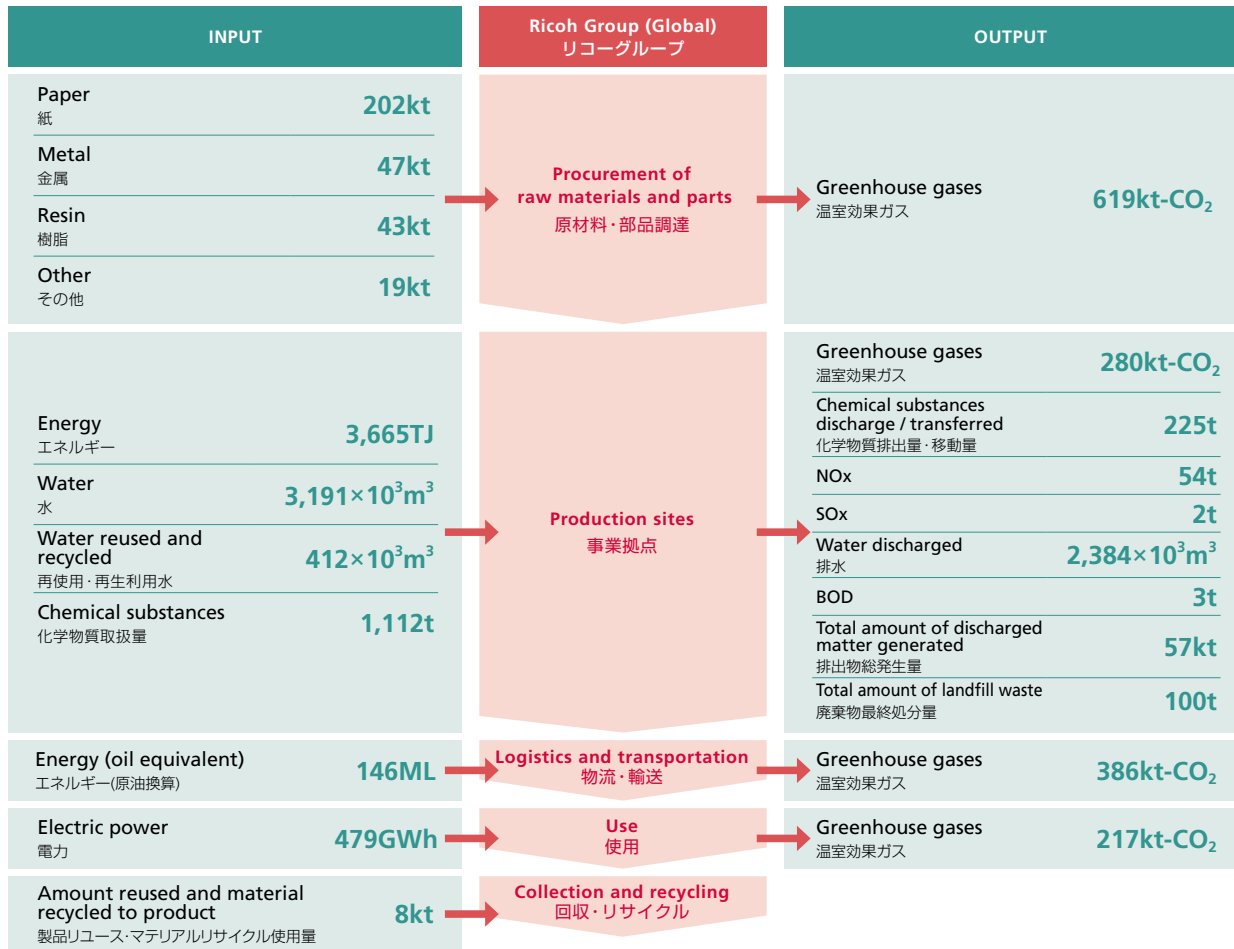 INPUT
Ricoh Group (Global)
リコーグループ
OUTPUT
Paper
紙
202kt
Metal
金属
47kt
Resin
樹脂
43kt
Other
その他
19kt
Procurement of
raw materials and parts
原材料・部品調達
Greenhouse gases
温室効果ガス
619kt-CO₂
Energy
エネルギー
3,665TJ
Water
水
3,191×10³m³
Water reused and
recycled
再使用・再生利用水
412×10³m³
Chemical substances
化学物質取扱量
1,112t
Production sites
事業拠点
Greenhouse gases
温室効果ガス
280kt-CO₂
Chemical substances
discharge / transferred
化学物質排出量・移動量
225t
NOx
54t
SOx
2t
Water discharged
排水
2,384×10³m³
BOD
3t
Total amount of discharged
matter generated
排出物総発生量
57kt
Total amount of landfill waste
廃棄物最終処分量
100t
Energy (oil equivalent)
エネルギー(原油換算)
146ML
Logistics and transportation
物流・輸送
Greenhouse gases
温室効果ガス
386kt-CO₂
Electric power
電力
479GWh
Use
使用
Greenhouse gases
温室効果ガス
217kt-CO₂
Amount reused and material
recycled to product
製品リユース・マテリアルリサイクル使用量
8kt
Collection and recycling
回収・リサイクル